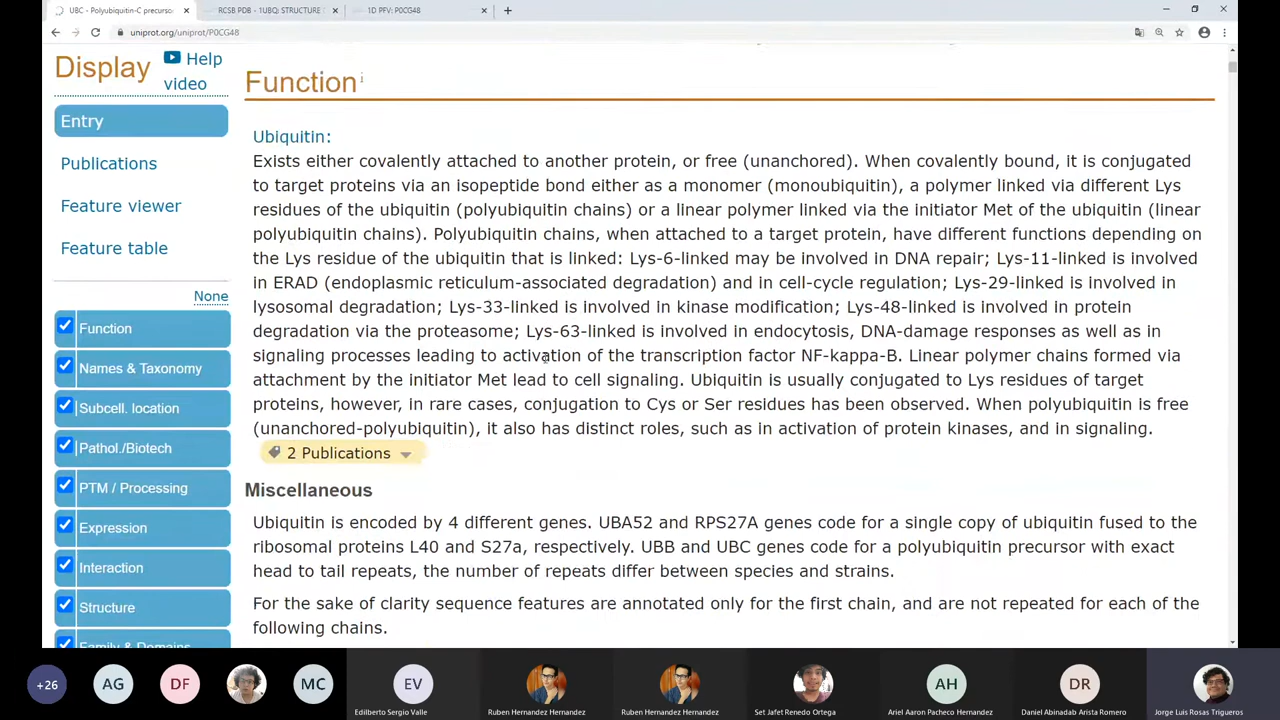 UBC - Polyubiquitin-C precursor
RCSB PDB - 1UBQ: STRUCTURE
1D PFV: P0CG48
uniprot.org/uniprot/P0CG48
Display
Help video
Entry
Publications
Feature viewer
Feature table
None
Function
Names & Taxonomy
Subcell. location
Pathol./Biotech
PTM / Processing
Expression
Interaction
Structure
Family & Domains
Function i
Ubiquitin:
Exists either covalently attached to another protein, or free (unanchored). When covalently bound, it is conjugated
to target proteins via an isopeptide bond either as a monomer (monoubiquitin), a polymer linked via different Lys
residues of the ubiquitin (polyubiquitin chains) or a linear polymer linked via the initiator Met of the ubiquitin (linear
polyubiquitin chains). Polyubiquitin chains, when attached to a target protein, have different functions depending on
the Lys residue of the ubiquitin that is linked: Lys-6-linked may be involved in DNA repair; Lys-11-linked is involved
in ERAD (endoplasmic reticulum-associated degradation) and in cell-cycle regulation; Lys-29-linked is involved in
lysosomal degradation; Lys-33-linked is involved in kinase modification; Lys-48-linked is involved in protein
degradation via the proteasome; Lys-63-linked is involved in endocytosis, DNA-damage responses as well as in
signaling processes leading to activation of the transcription factor NF-kappa-B. Linear polymer chains formed via
attachment by the initiator Met lead to cell signaling. Ubiquitin is usually conjugated to Lys residues of target
proteins, however, in rare cases, conjugation to Cys or Ser residues has been observed. When polyubiquitin is free
(unanchored-polyubiquitin), it also has distinct roles, such as in activation of protein kinases, and in signaling.
2 Publications
Miscellaneous
Ubiquitin is encoded by 4 different genes. UBA52 and RPS27A genes code for a single copy of ubiquitin fused to the
ribosomal proteins L40 and S27a, respectively. UBB and UBC genes code for a polyubiquitin precursor with exact
head to tail repeats, the number of repeats differ between species and strains.
For the sake of clarity sequence features are annotated only for the first chain, and are not repeated for each of the
following chains.
+26
AG
DF
MC
EV
Edilberto Sergio Valle
Ruben Hernandez Hernandez
Ruben Hernandez Hernandez
Set Jafet Renedo Ortega
AH
Ariel Aaron Pacheco Hernandez
DR
Daniel Abinadab Arista Romero
Jorge Luis Rosas Trigueros